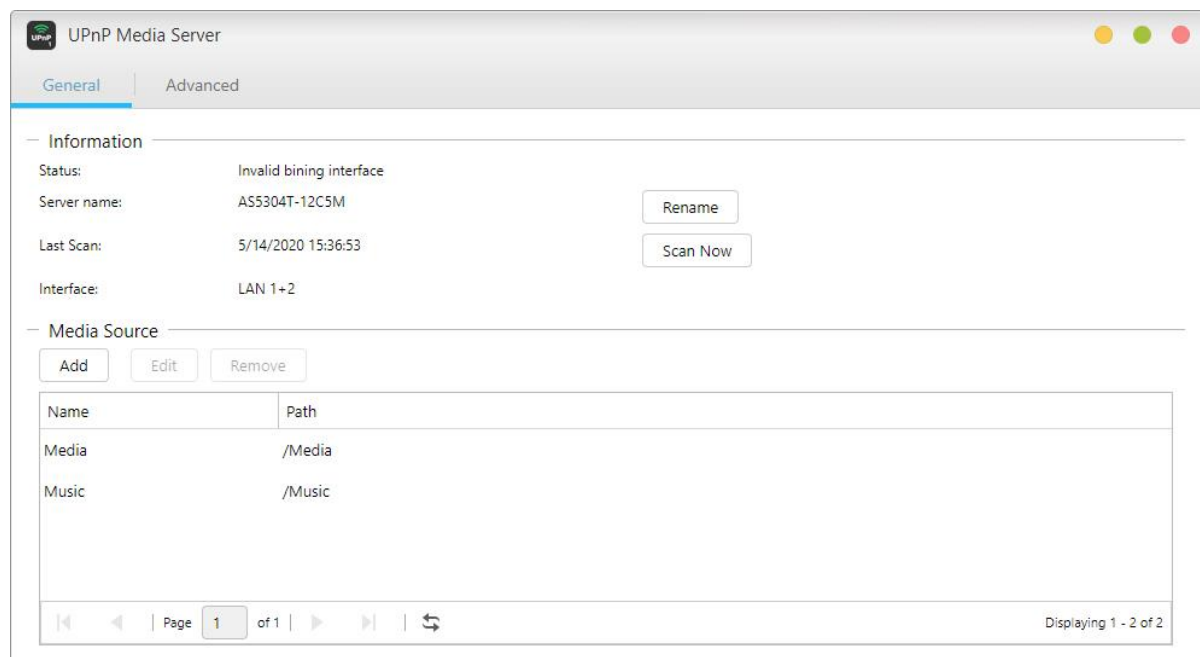 UPnP 1 UPnP Media Server
General Advanced
Information
Status: Invalid bining interface
Server name: AS5304T-12C5M Rename
Last Scan: 5/14/2020 15:36:53 Scan Now
Interface: LAN 1+2
Media Source
Add Edit Remove
Name Path
Media /Media
Music /Music
Page 1 of 1 Displaying 1 - 2 of 2